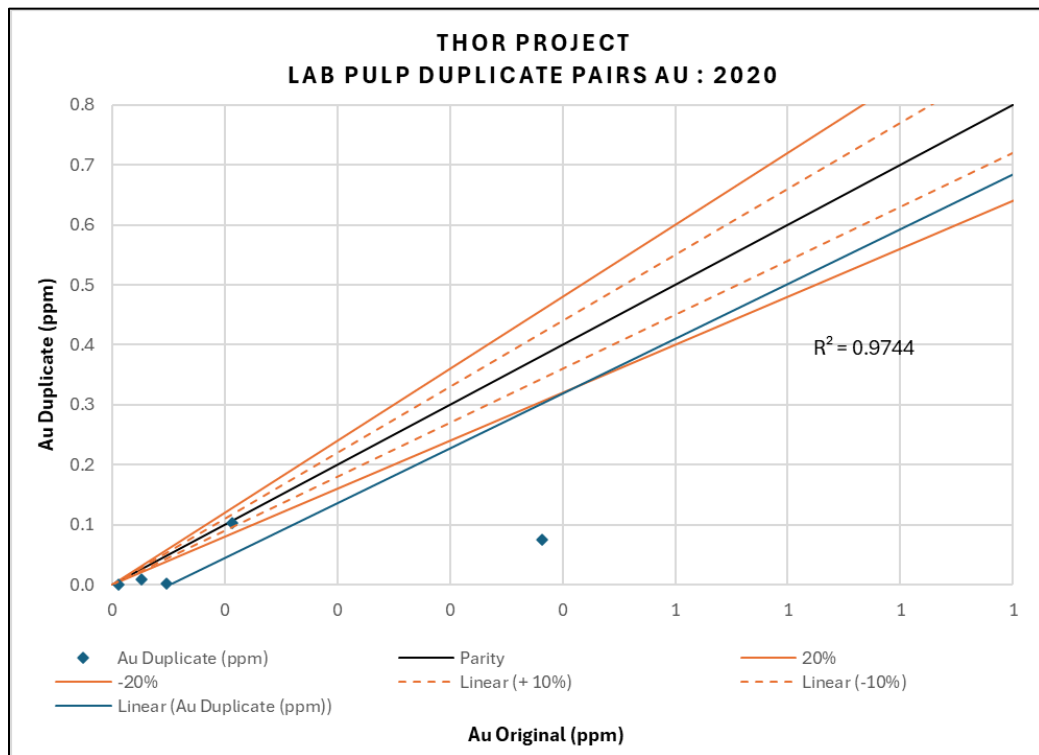 THOR PROJECT
LAB PULP DUPLICATE PAIRS AU : 2020
Au Duplicate (ppm)
0.8
0.7
0.6
0.5
0.4
0.3
0.2
0.1
0.0
R² = 0.9744
0 0 0 0 0 1 1 1 1
Au Duplicate (ppm) Parity 20%
-20% Linear (+ 10%) Linear (-10%)
Linear (Au Duplicate (ppm))
Au Original (ppm)